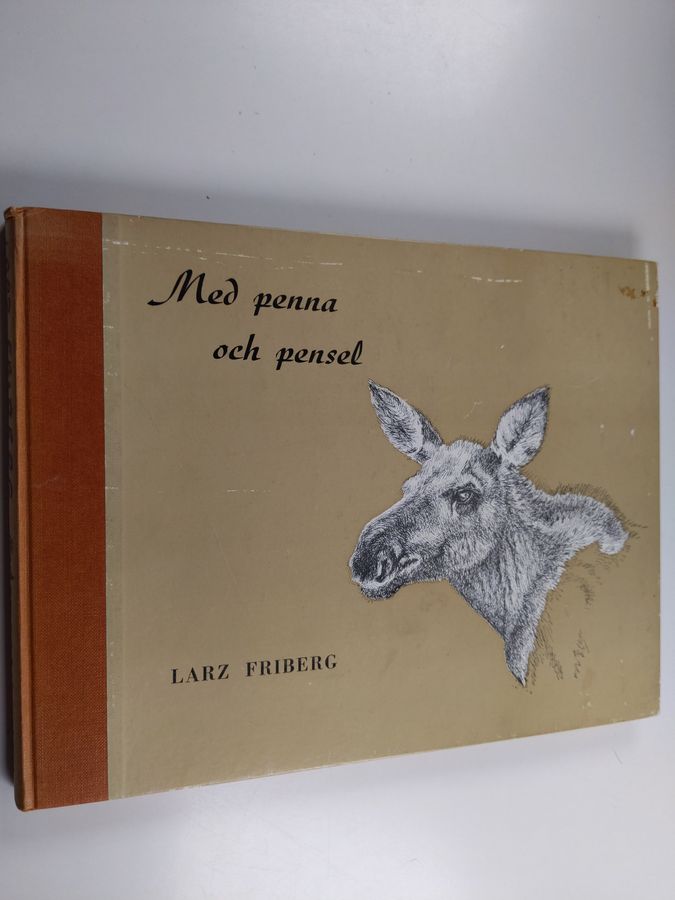 Med penna
och pensel
LARZ FRIBERG